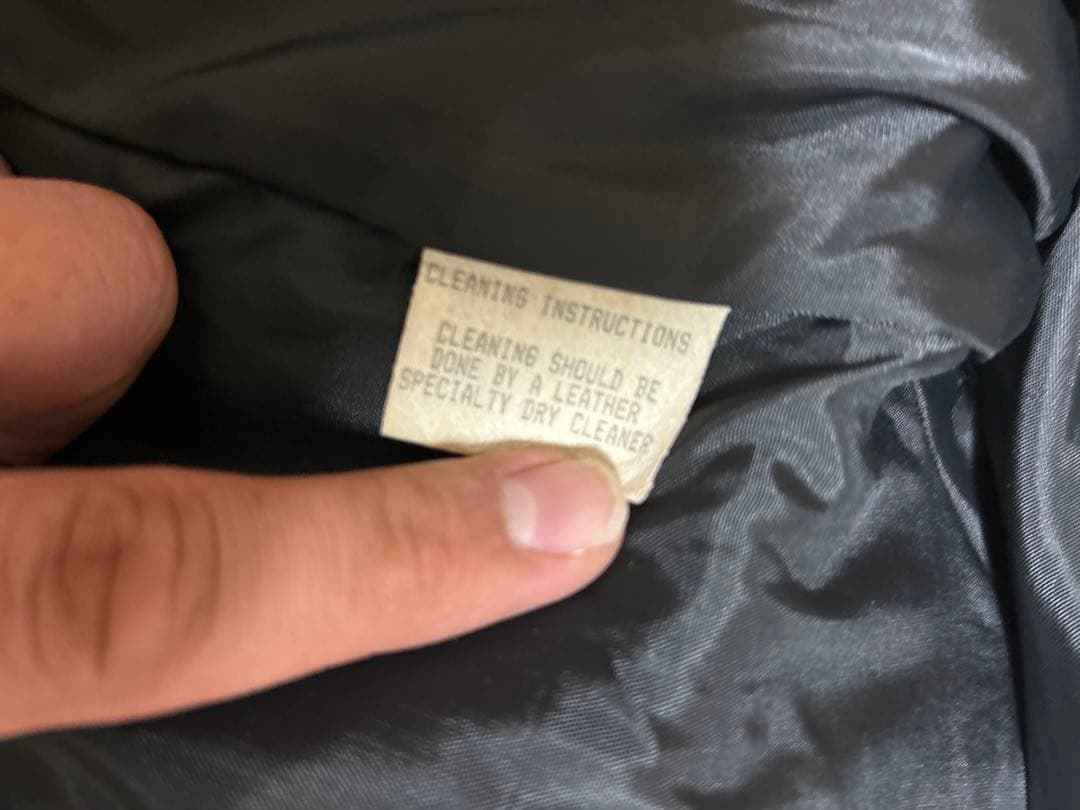 CLEANING INSTRUCTIONS
CLEANING SHOULD BE
DONE BY A LEATHER
SPECIALTY DRY CLEANER